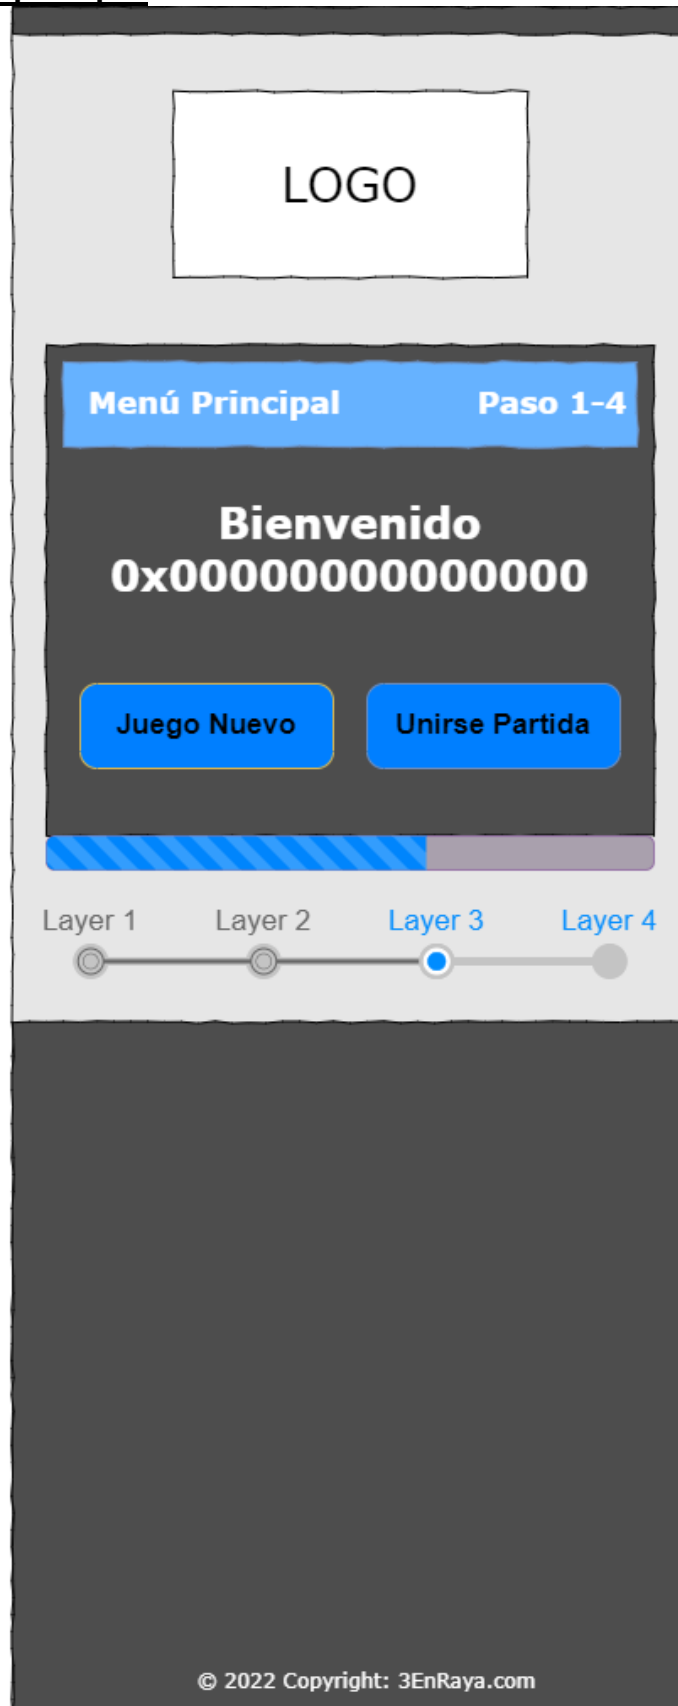 LOGO
Menú Principal Paso 1-4
Bienvenido
0x00000000000000
Juego Nuevo Unirse Partida
Layer 1 Layer 2 Layer 3 Layer 4
© 2022 Copyright: 3EnRaya.com